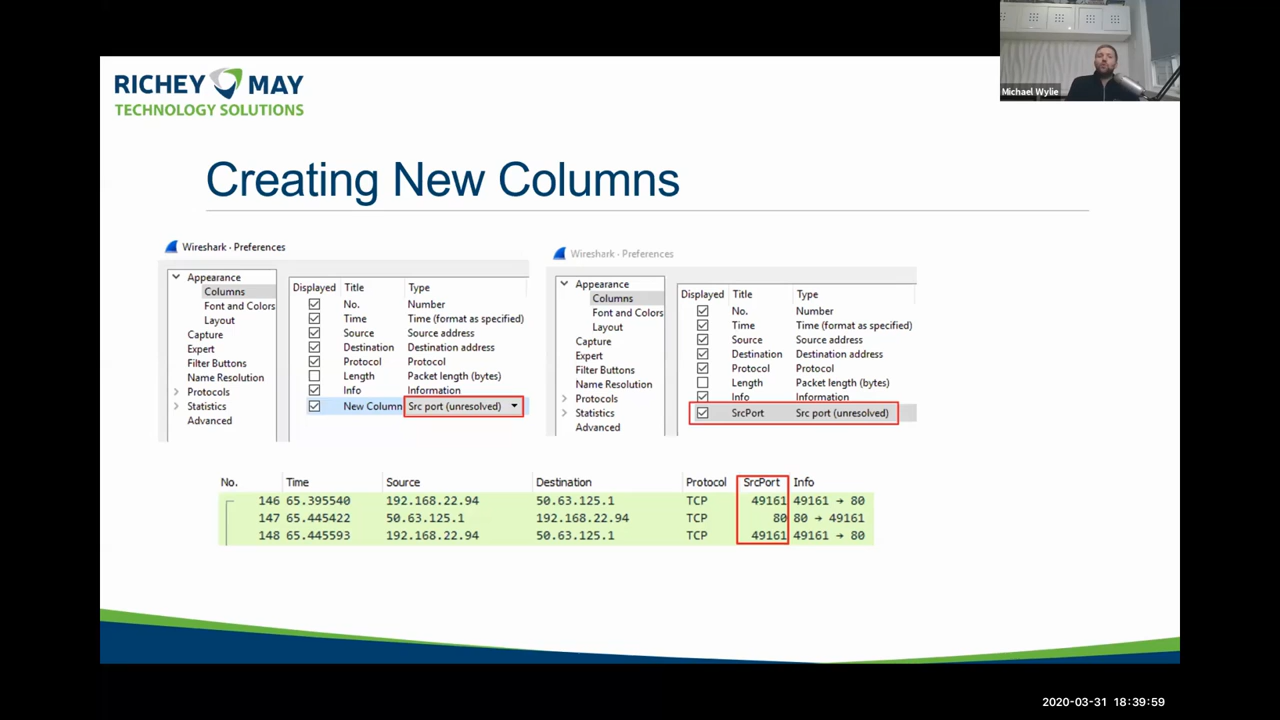 Michael Wylie
RICHEY MAY
TECHNOLOGY SOLUTIONS
Creating New Columns
Wireshark · Preferences
Appearance
Columns
Font and Colors
Layout
Capture
Expert
Filter Buttons
Name Resolution
Protocols
Statistics
Advanced
Displayed Title Type
No. Number
Time Time (format as specified)
Source Source address
Destination Destination address
Protocol Protocol
Length Packet length (bytes)
Info Information
New Column Src port (unresolved)
Wireshark · Preferences
Appearance
Columns
Font and Colors
Layout
Capture
Expert
Filter Buttons
Name Resolution
Protocols
Statistics
Advanced
Displayed Title Type
No. Number
Time Time (format as specified)
Source Source address
Destination Destination address
Protocol Protocol
Length Packet length (bytes)
Info Information
SrcPort Src port (unresolved)
No. Time Source Destination Protocol SrcPort Info
146 65.395540 192.168.22.94 50.63.125.1 TCP 49161 49161 → 80
147 65.445422 50.63.125.1 192.168.22.94 TCP 80 80 → 49161
148 65.445593 192.168.22.94 50.63.125.1 TCP 49161 49161 → 80
2020-03-31 18:39:59